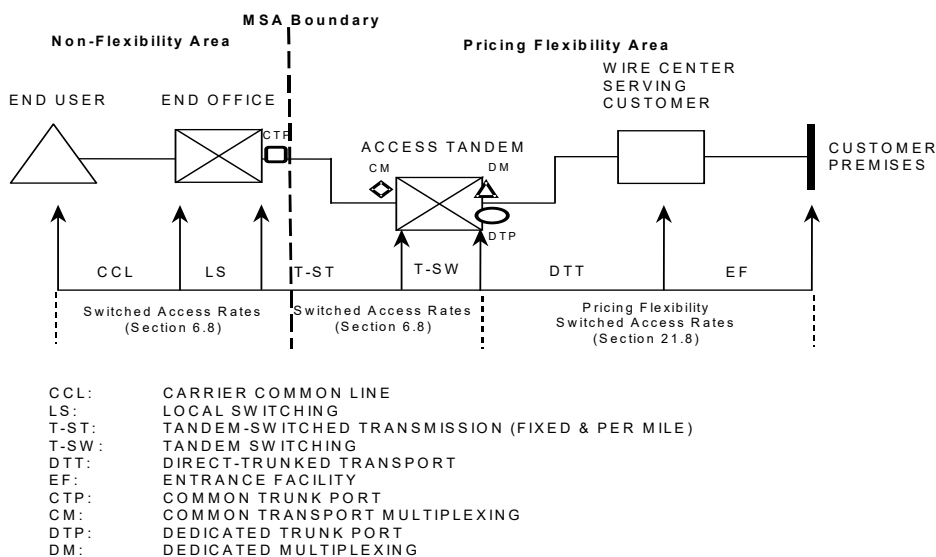 MSA Boundary
Non-Flexibility Area
Pricing Flexibility Area
WIRE CENTER
SERVING
CUSTOMER
END USER
END OFFICE
CTP
ACCESS TANDEM
CM
DM
CUSTOMER
PREMISES
DTP
CCL
LS
T-ST
T-SW
DTT
EF
Switched Access Rates
(Section 6.8)
Switched Access Rates
(Section 6.8)
Pricing Flexibility
Switched Access Rates
(Section 21.8)
CCL: CARRIER COMMON LINE
LS: LOCAL SWITCHING
T-ST: TANDEM-SWITCHED TRANSMISSION (FIXED & PER MILE)
T-SW: TANDEM SWITCHING
DTT: DIRECT-TRUNKED TRANSPORT
EF: ENTRANCE FACILITY
CTP: COMMON TRUNK PORT
CM: COMMON TRANSPORT MULTIPLEXING
DTP: DEDICATED TRUNK PORT
DM: DEDICATED MULTIPLEXING